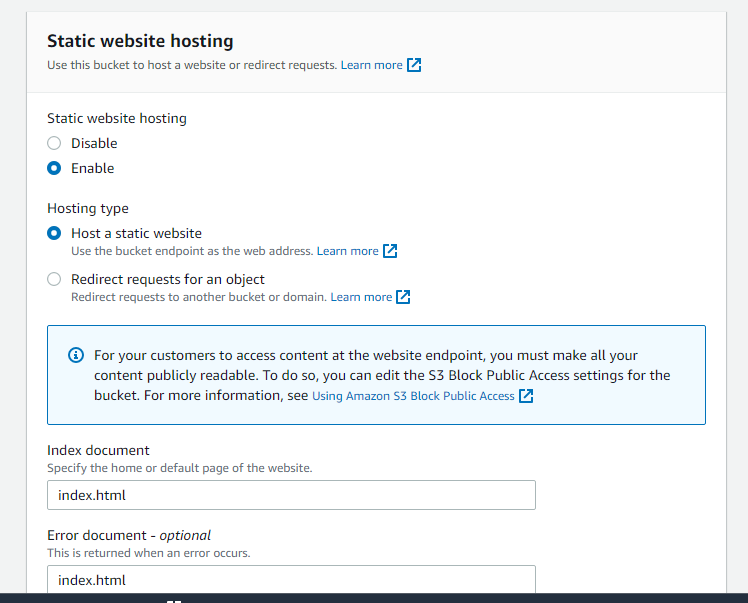 Static website hosting
Use this bucket to host a website or redirect requests. Learn more
Static website hosting
Disable
Enable
Hosting type
Host a static website
Use the bucket endpoint as the web address. Learn more
Redirect requests for an object
Redirect requests to another bucket or domain. Learn more
For your customers to access content at the website endpoint, you must make all your
content publicly readable. To do so, you can edit the S3 Block Public Access settings for the
bucket. For more information, see Using Amazon S3 Block Public Access
Index document
Specify the home or default page of the website.
index.html
Error document - optional
This is returned when an error occurs.
index.html